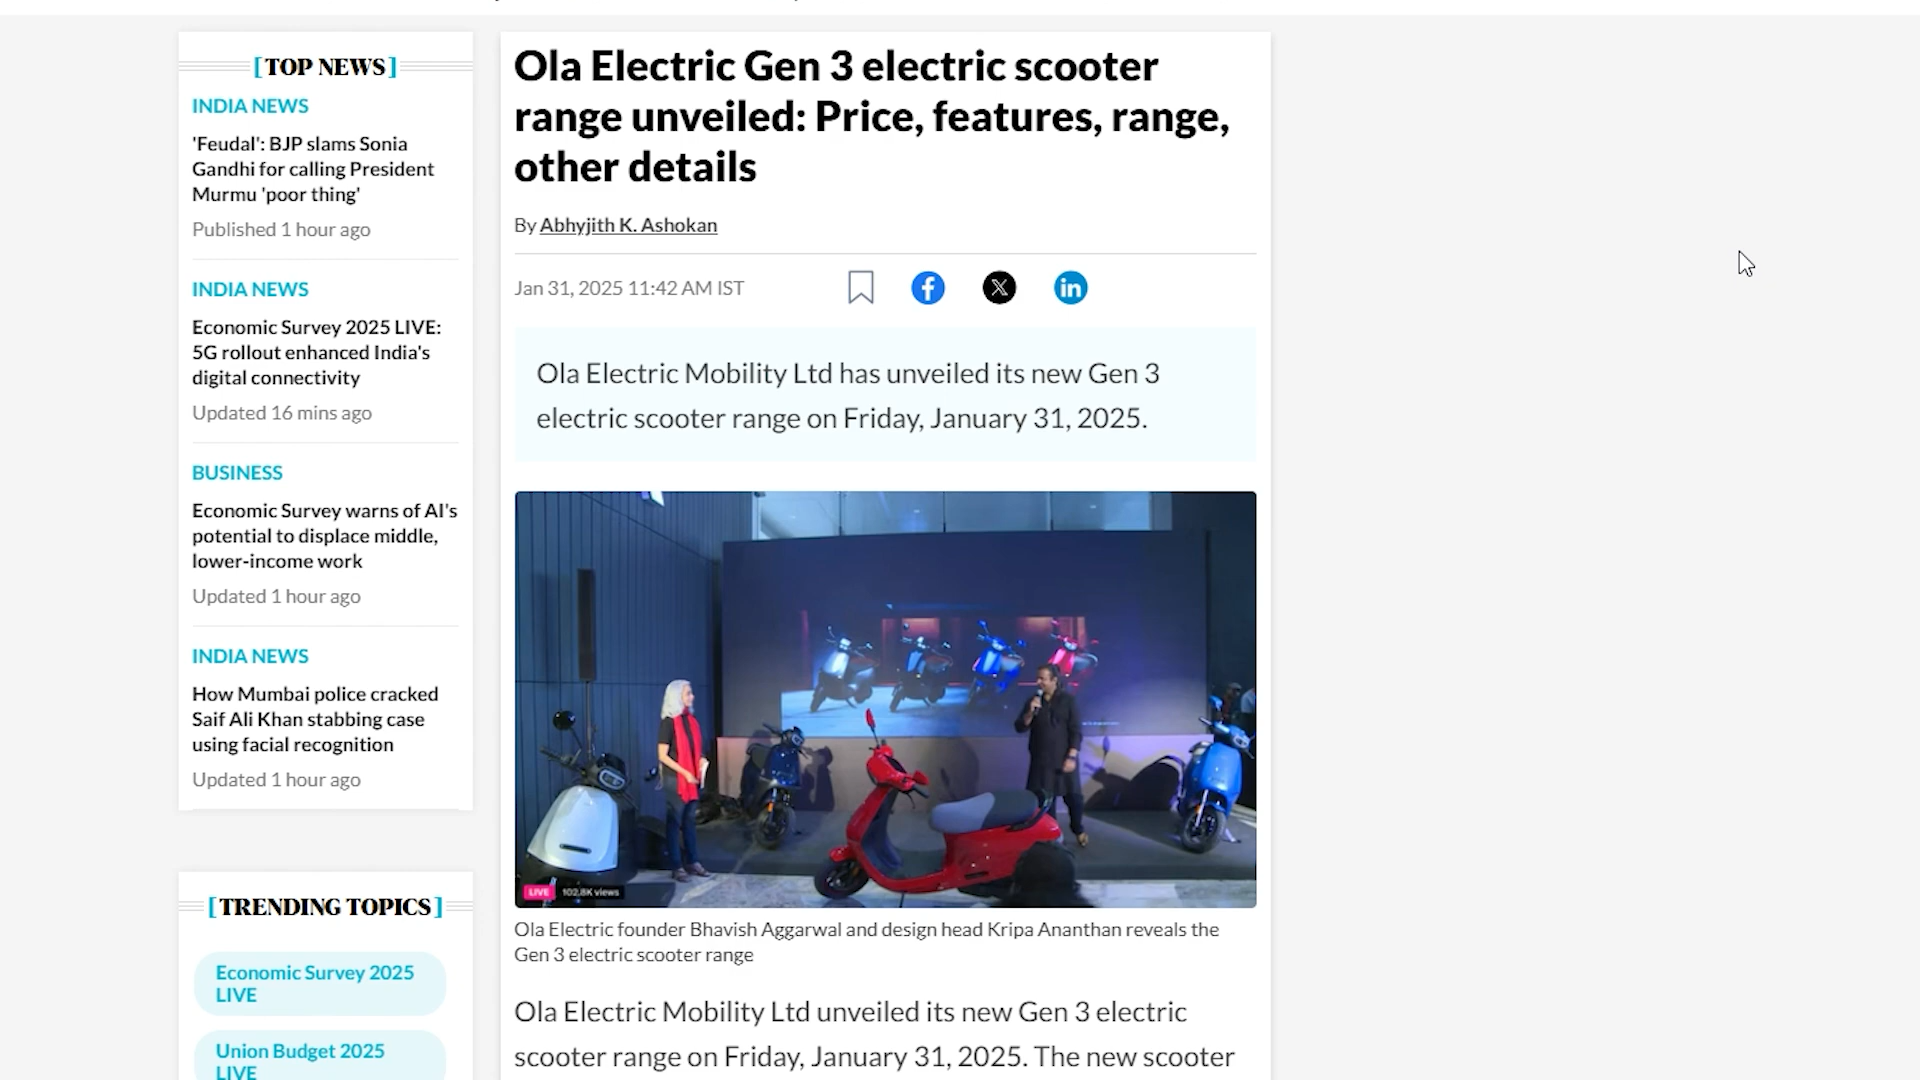 [TOP NEWS]
INDIA NEWS
'Feudal': BJP slams Sonia
Gandhi for calling President
Murmu 'poor thing'
Published 1 hour ago
INDIA NEWS
Economic Survey 2025 LIVE:
5G rollout enhanced India's
digital connectivity
Updated 16 mins ago
BUSINESS
Economic Survey warns of AI's
potential to displace middle,
lower-income work
Updated 1 hour ago
INDIA NEWS
How Mumbai police cracked
Saif Ali Khan stabbing case
using facial recognition
Updated 1 hour ago
[TRENDING TOPICS]
Economic Survey 2025
LIVE
Union Budget 2025
LIVE
Ola Electric Gen 3 electric scooter
range unveiled: Price, features, range,
other details
By Abhyjith K. Ashokan
Jan 31, 2025 11:42 AM IST
Ola Electric Mobility Ltd has unveiled its new Gen 3
electric scooter range on Friday, January 31, 2025.
LIVE 102.8K views
Ola Electric founder Bhavish Aggarwal and design head Kripa Ananthan reveals the
Gen 3 electric scooter range
Ola Electric Mobility Ltd unveiled its new Gen 3 electric
scooter range on Friday, January 31, 2025. The new scooter